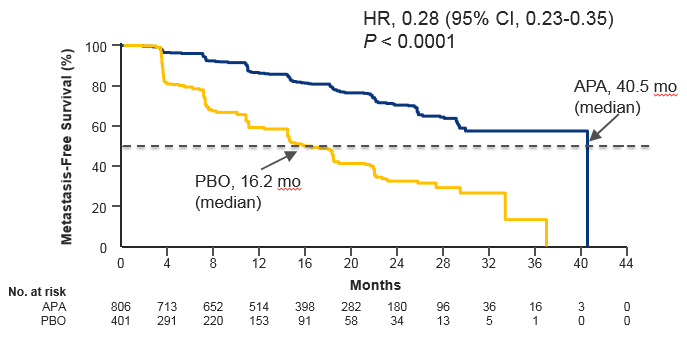 HR, 0.28 (95% CI, 0.23-0.35)
P < 0.0001
Metastasis-Free Survival (%)
100
80
60
40
20
0
APA, 40.5 mo
(median)
PBO, 16.2 mo
(median)
0 4 8 12 16 20 24 28 32 36 40 44
Months
No. at risk
APA 806 713 652 514 398 282 180 96 36 16 3 0
PBO 401 291 220 153 91 58 34 13 5 1 0 0